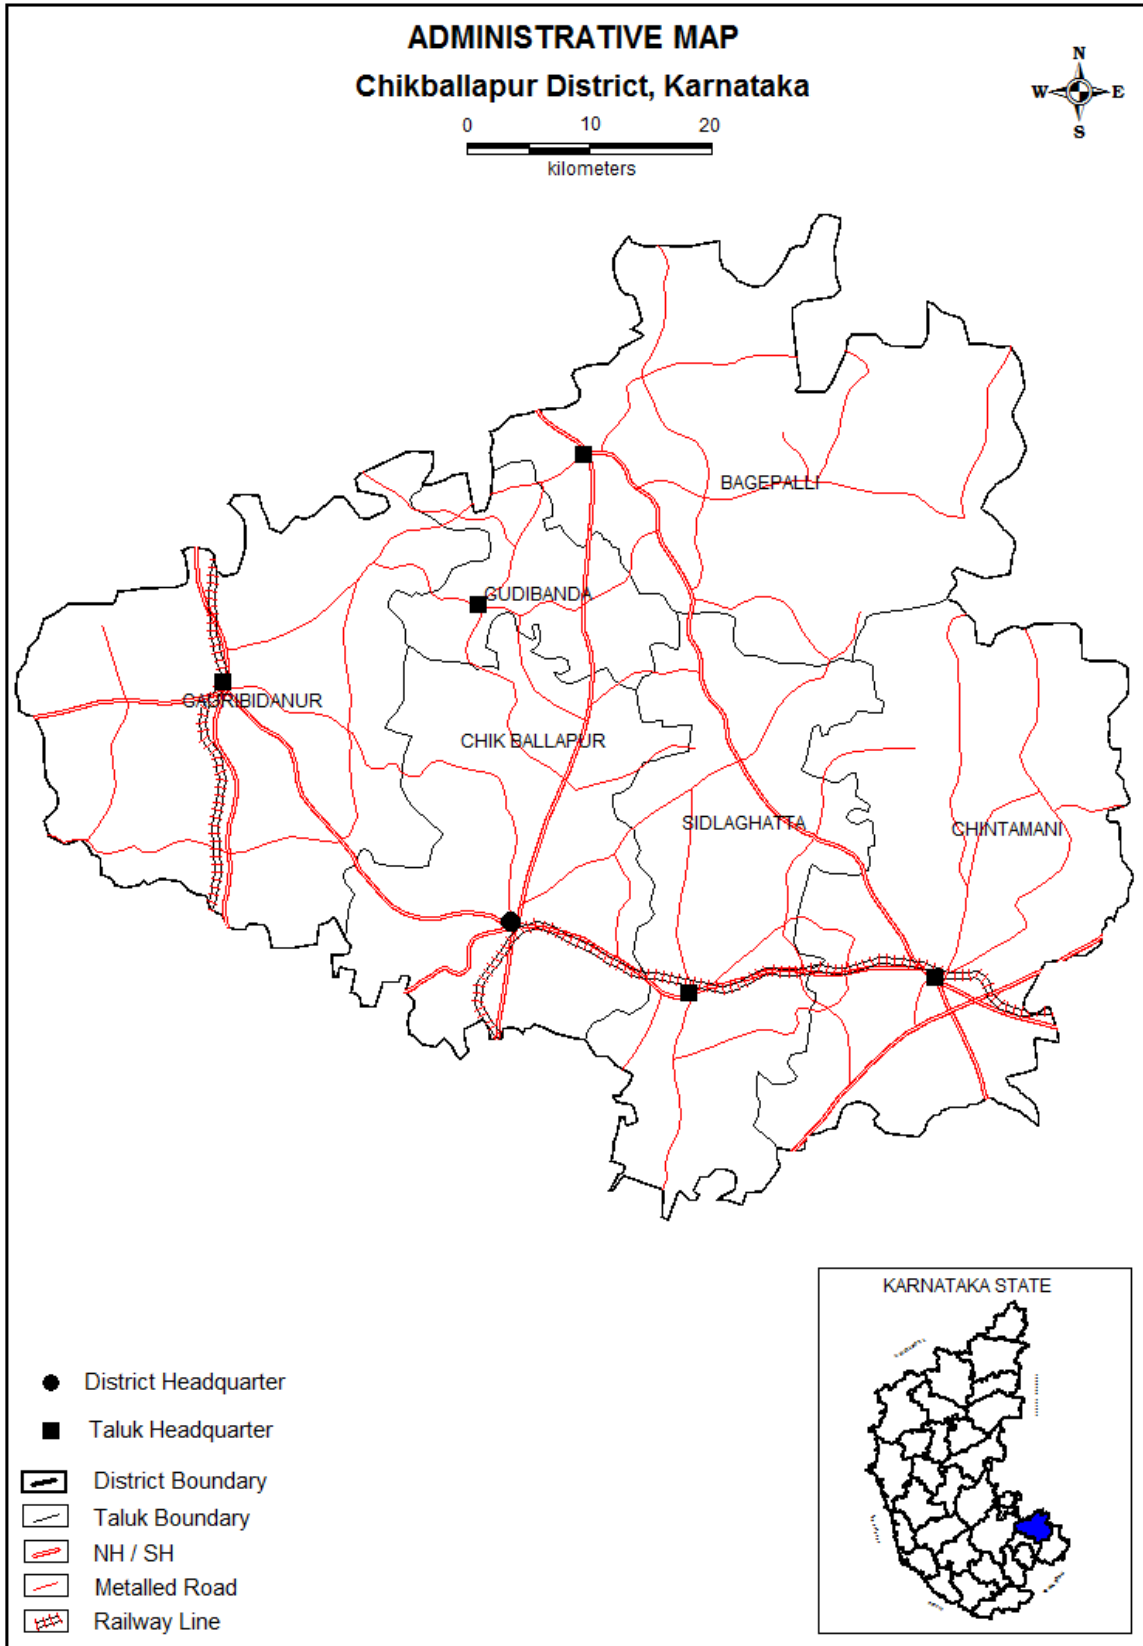 ADMINISTRATIVE MAP
Chikballapur District, Karnataka
N
W E
S
0 10 20
kilometers
BAGEPALLI
GUDIBANDA
GAURIBIDANUR
CHIK BALLAPUR
SIDLAGHATTA
CHINTAMANI
KARNATAKA STATE
District Headquarter
Taluk Headquarter
District Boundary
Taluk Boundary
NH / SH
Metalled Road
Railway Line